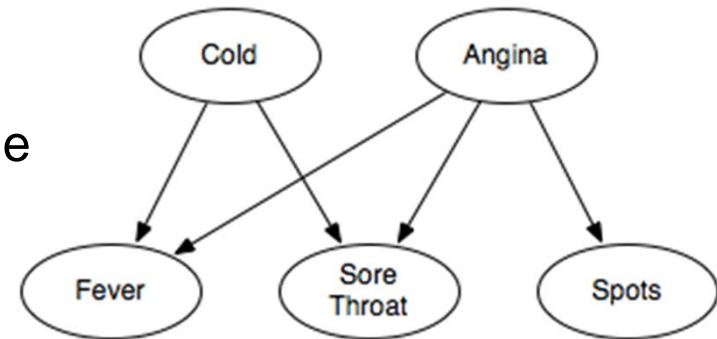 Cold
Angina
e
Fever
Sore
Throat
Spots